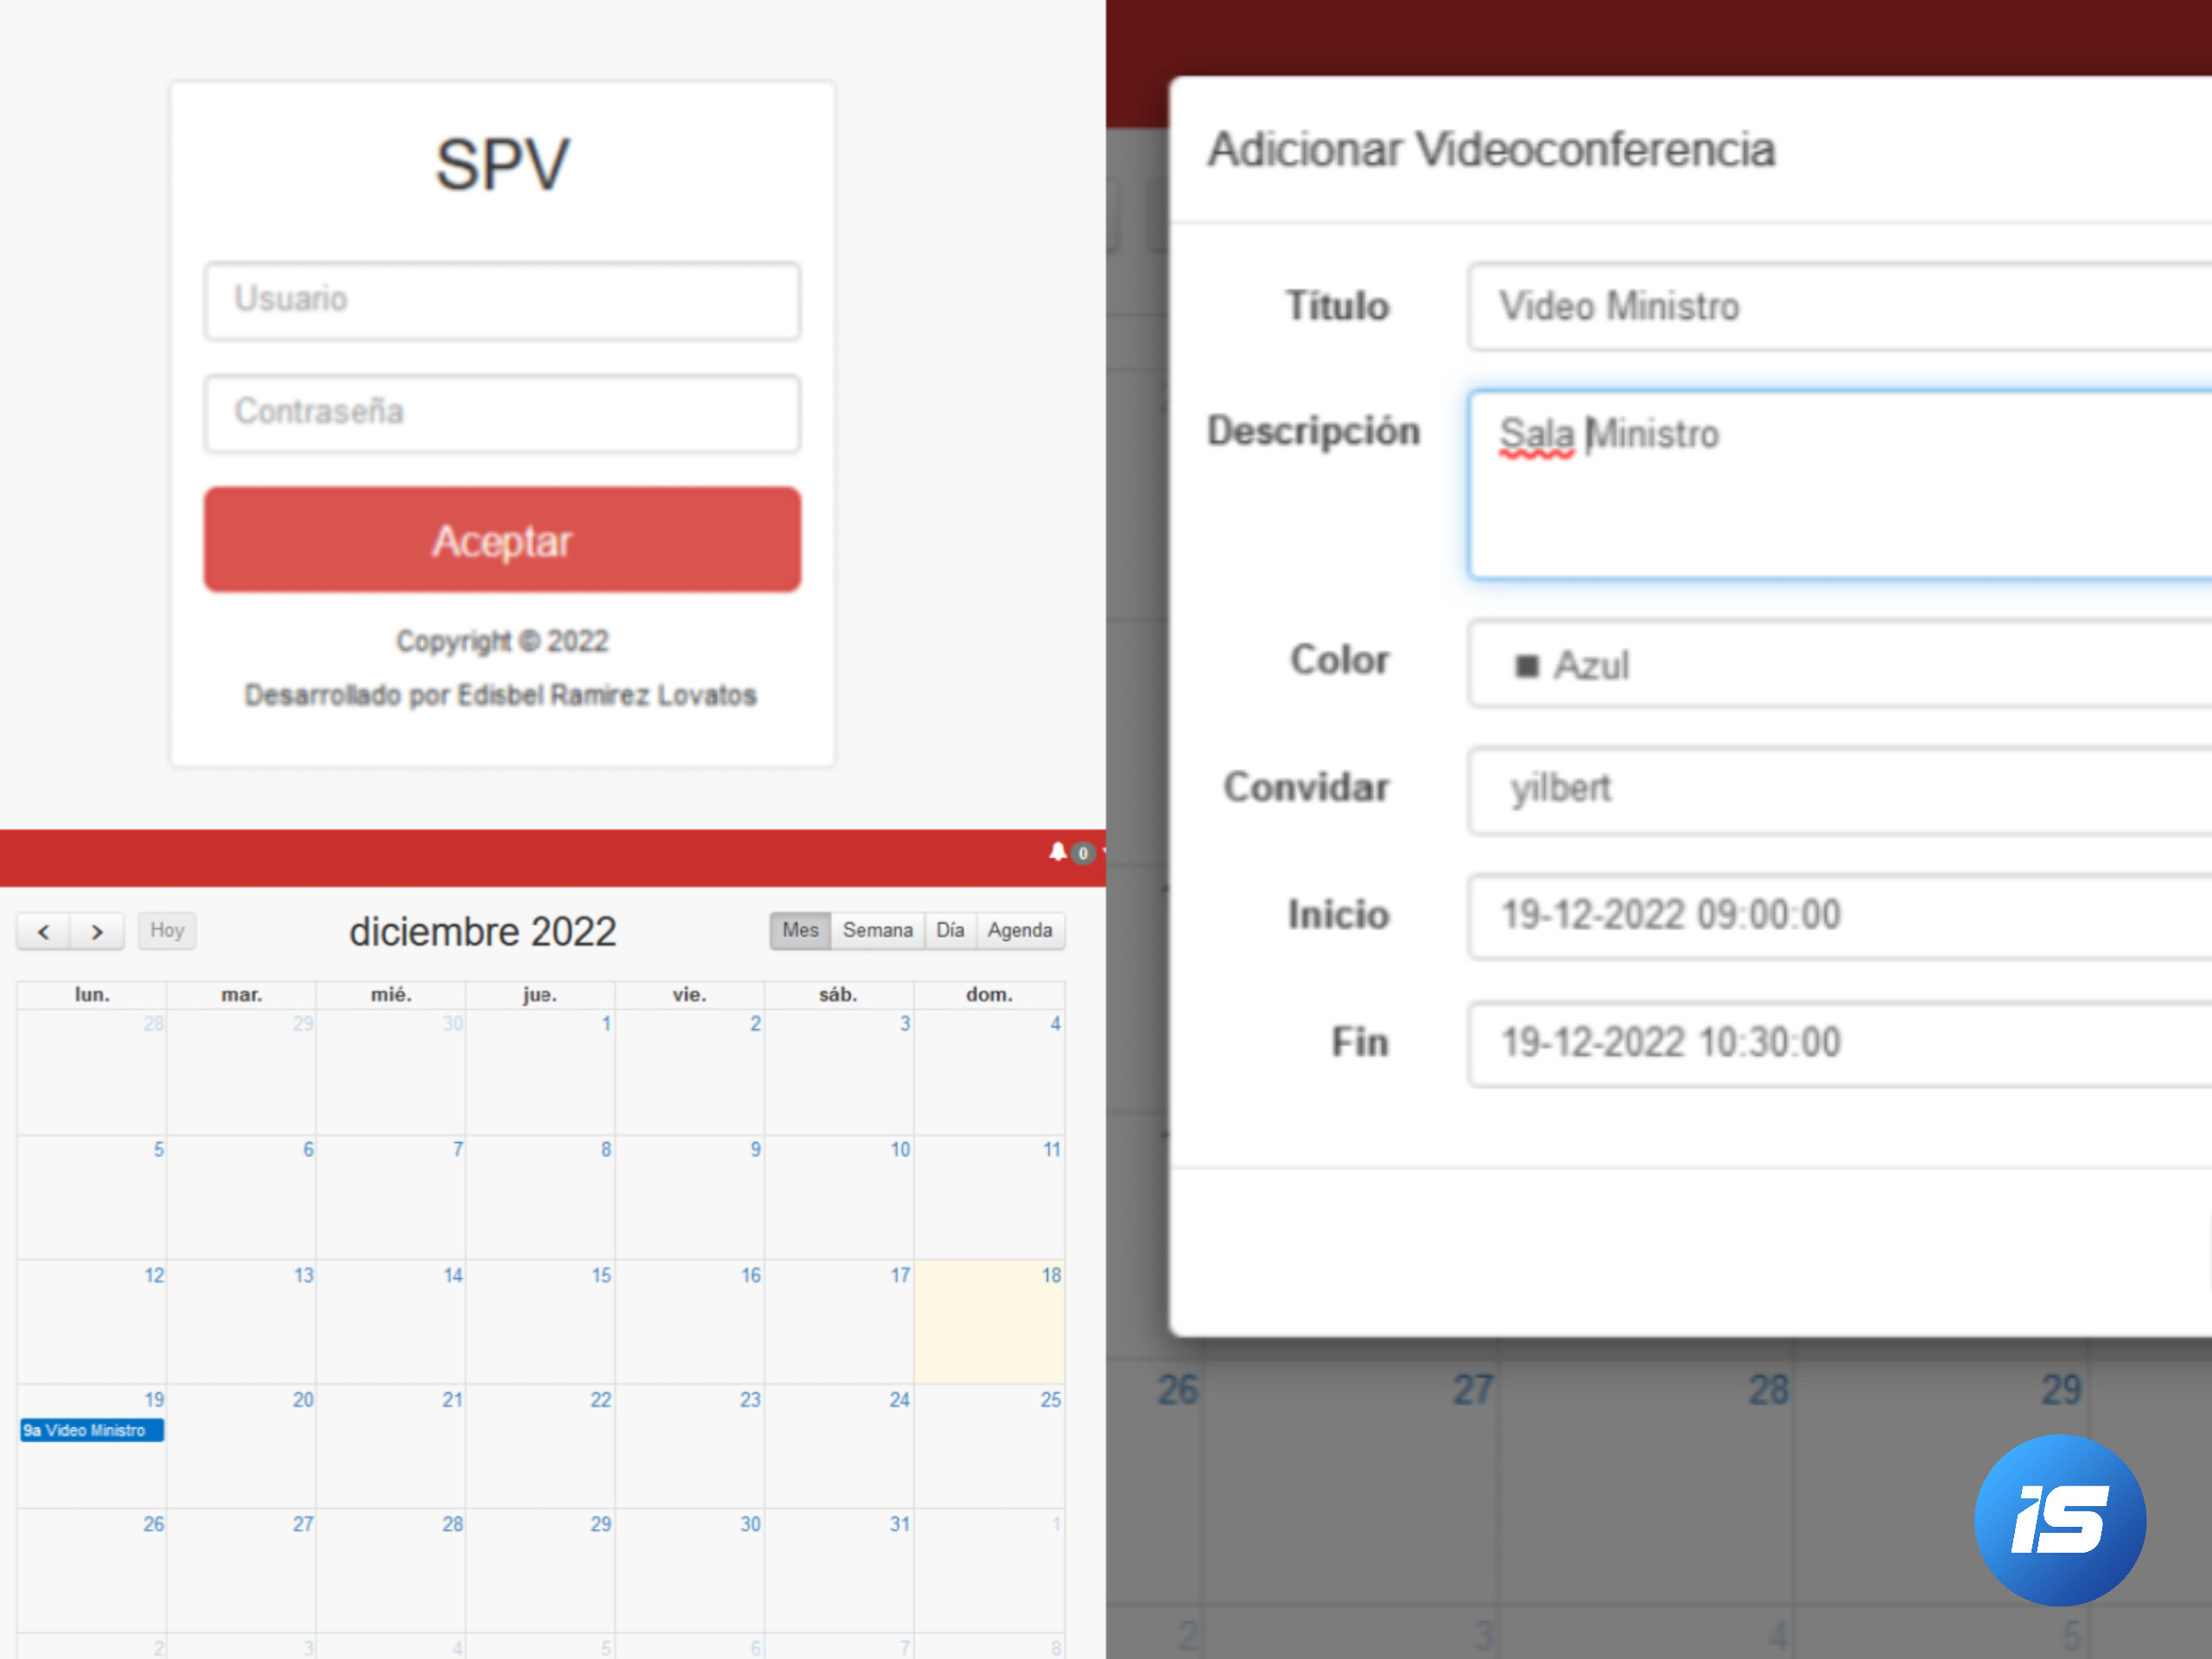 SPV
Usuario
Contraseña
Aceptar
Copyright © 2022
Desarrollado por Edisbel Ramirez Lovatos
0
Hoy
diciembre 2022
Mes Semana Día Agenda
lun. mar. mié. jue. vie. sáb. dom.
28 29 30 1 2 3 4
5 6 7 8 9 10 11
12 13 14 15 16 17 18
19 20 21 22 23 24 25
9a Video Ministro
26 27 28 29 30 31 1
2 3 4 5 6 7 8
Adicionar Videoconferencia
Título Video Ministro
Descripción Sala Ministro
Color ■ Azul
Convidar yilbert
Inicio 19-12-2022 09:00:00
Fin 19-12-2022 10:30:00
26 27 28 29
2 3 4 5
iS